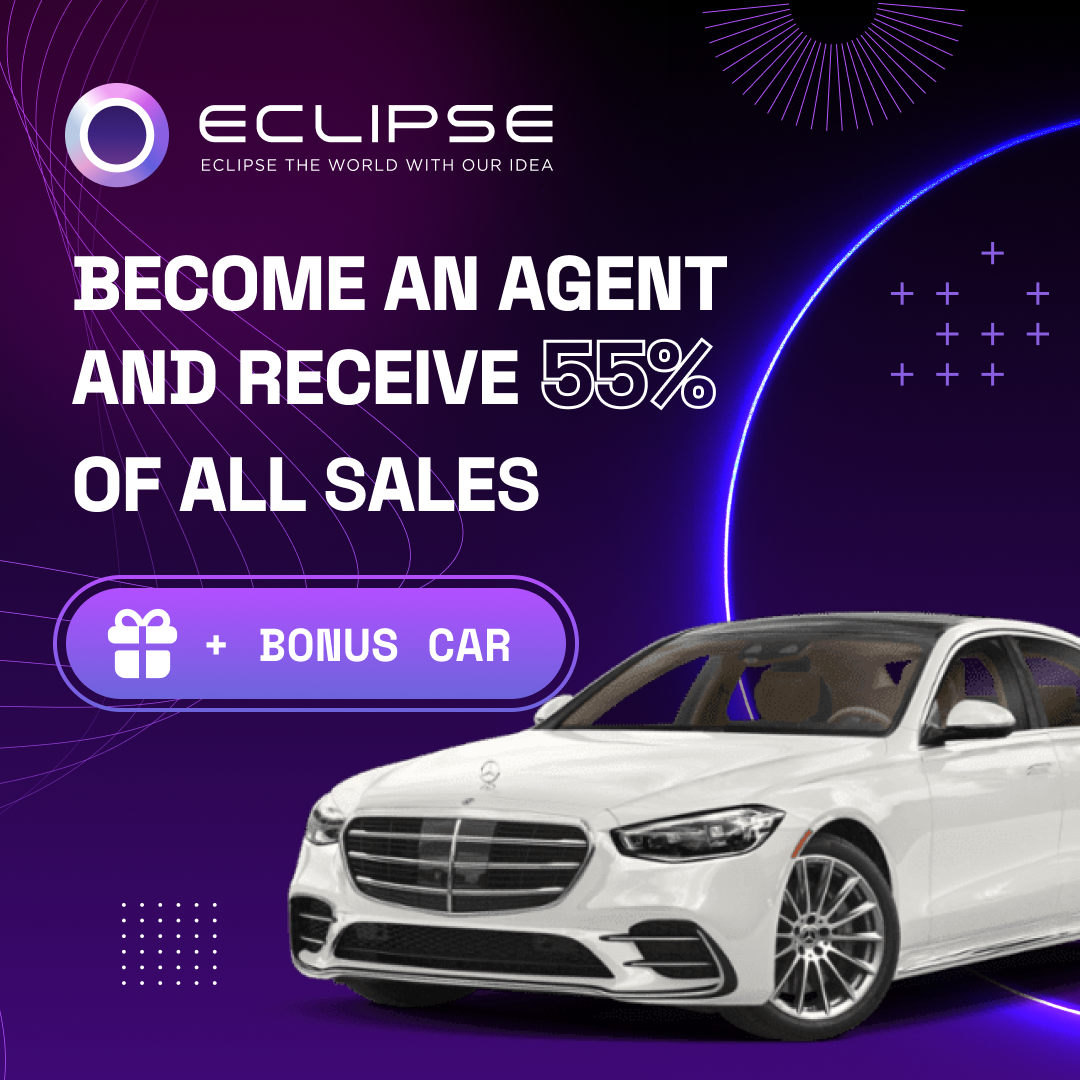 ECLIPSE
ECLIPSE THE WORLD WITH OUR IDEA
BECOME AN AGENT
AND RECEIVE 55%
OF ALL SALES
+ BONUS CAR